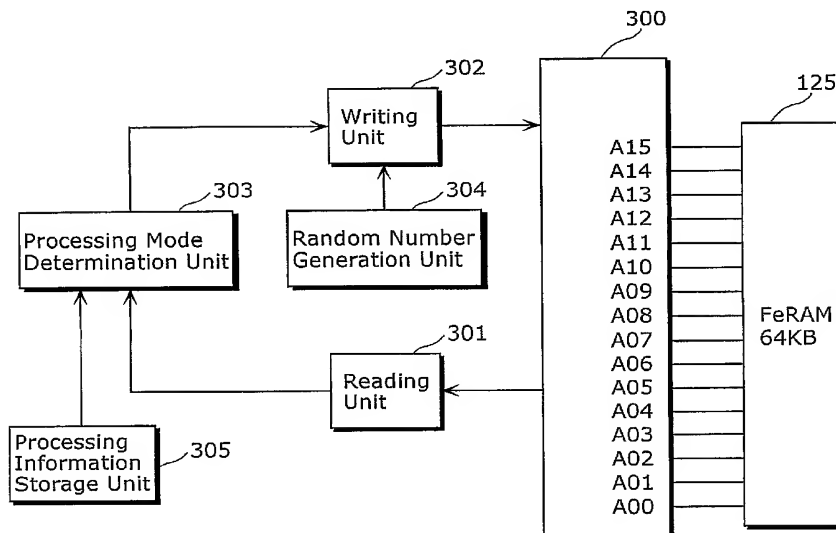 300
302
125
Writing
Unit
303
304
A15
A14
A13
A12
A11
A10
A09
A08
A07
A06
A05
A04
A03
A02
A01
A00
Processing Mode
Determination Unit
Random Number
Generation Unit
FeRAM
64KB
301
Reading
Unit
Processing
Information
Storage Unit
305